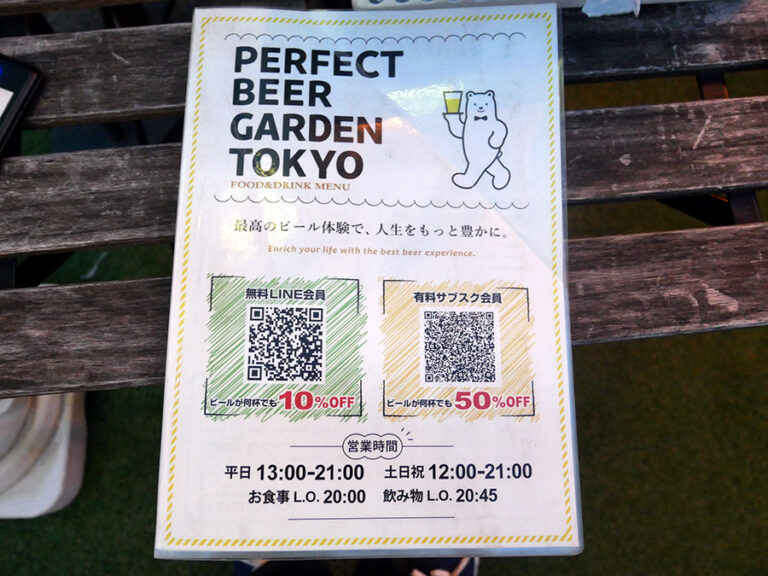 PERFECT
BEER
GARDEN
TOKYO
FOOD&DRINK MENU
最高のビール体験で、人生をもっと豊かに。
Enrich your life with the best beer experience.
無料LINE会員
ビールが何杯でも10%OFF
有料サブスク会員
ビールが何杯でも50%OFF
営業時間
平日 13:00-21:00 土日祝 12:00-21:00
お食事 L.O. 20:00 飲み物 L.O. 20:45